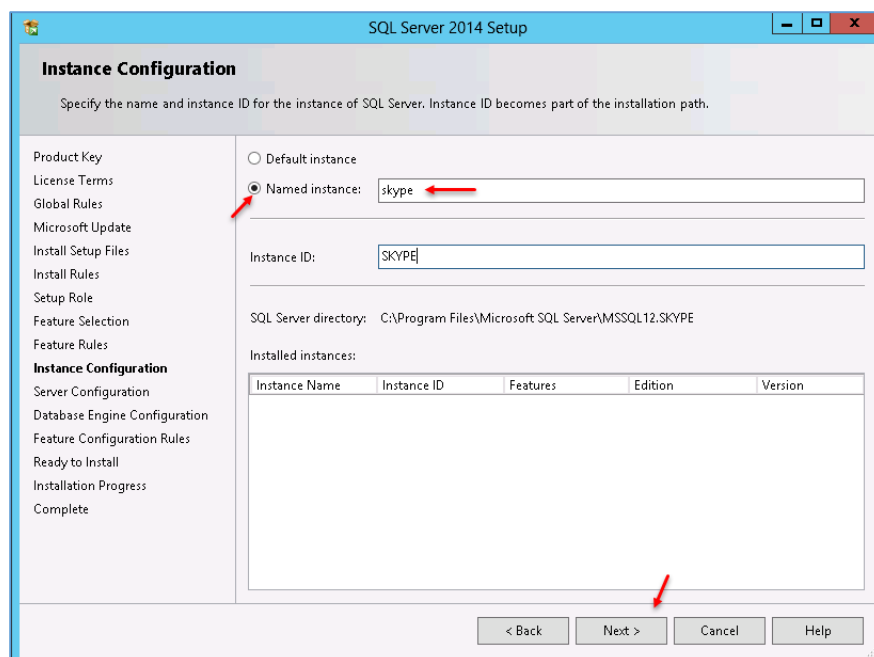 SQL Server 2014 Setup
Instance Configuration
Specify the name and instance ID for the instance of SQL Server. Instance ID becomes part of the installation path.
Product Key
License Terms
Global Rules
Microsoft Update
Install Setup Files
Install Rules
Setup Role
Feature Selection
Feature Rules
Instance Configuration
Server Configuration
Database Engine Configuration
Feature Configuration Rules
Ready to Install
Installation Progress
Complete
Default instance
Named instance: skype
Instance ID: SKYPE
SQL Server directory: C:\Program Files\Microsoft SQL Server\MSSQL12.SKYPE
Installed instances:
Instance Name Instance ID Features Edition Version
< Back Next > Cancel Help